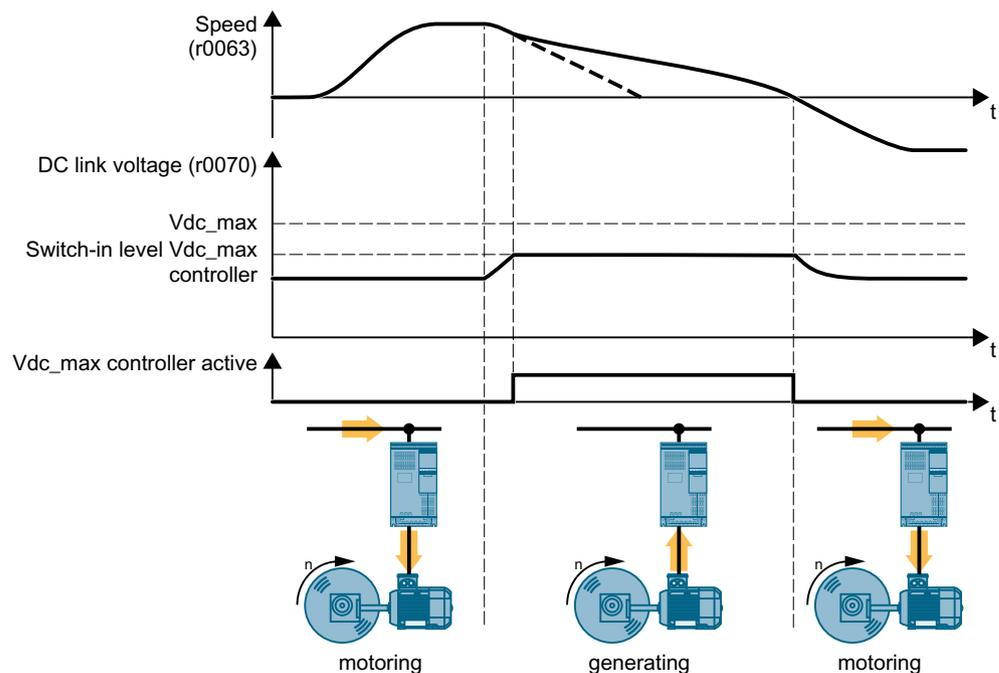 Speed
(r0063)
t
DC link voltage (r0070)
Vdc_max
Switch-in level Vdc_max
controller
t
Vdc_max controller active
t
n
n
n
motoring
generating
motoring